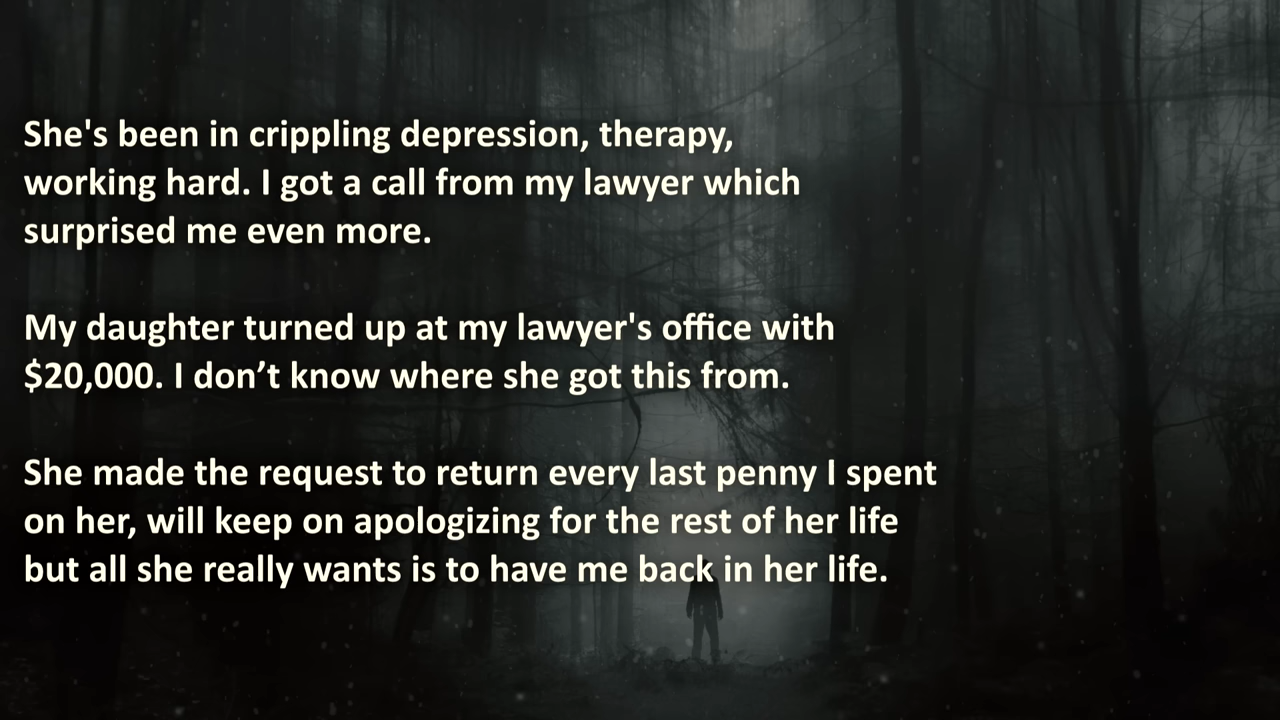 She's been in crippling depression, therapy,
working hard. I got a call from my lawyer which
surprised me even more.
My daughter turned up at my lawyer's office with
$20,000. I don’t know where she got this from.
She made the request to return every last penny I spent
on her, will keep on apologizing for the rest of her life
but all she really wants is to have me back in her life.